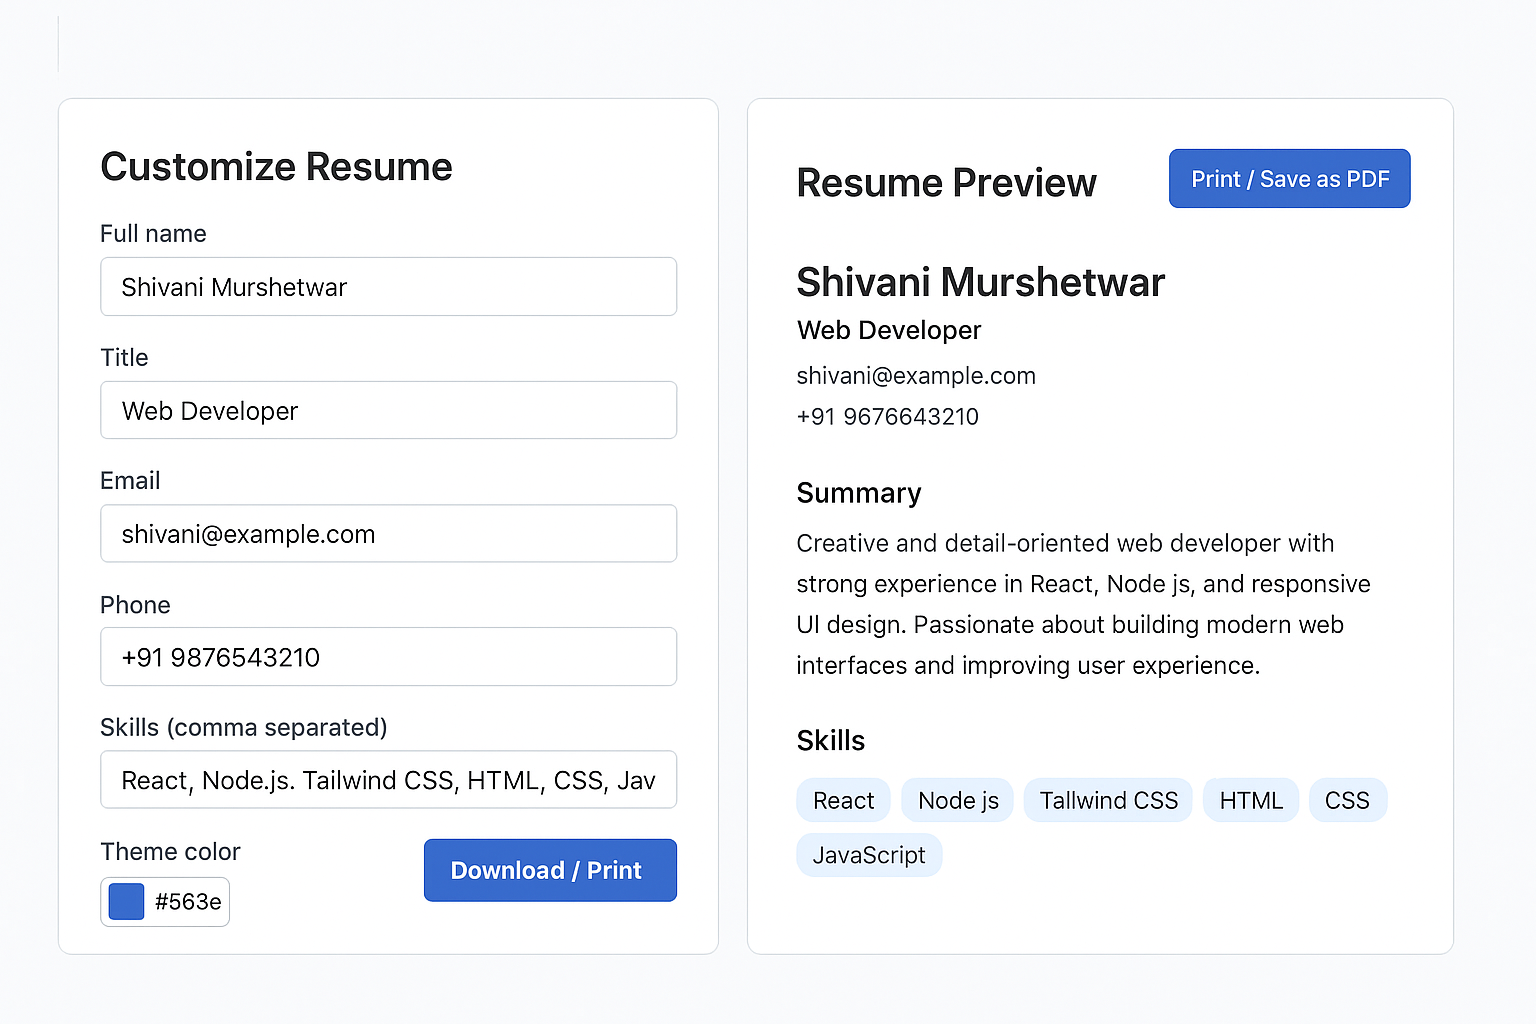 Customize Resume
Full name
Shivani Murshetwar
Title
Web Developer
Email
shivani@example.com
Phone
+91 9876543210
Skills (comma separated)
React, Node.js. Tailwind CSS, HTML, CSS, Jav
Theme color
#563e
Download / Print
Resume Preview
Print / Save as PDF
Shivani Murshetwar
Web Developer
shivani@example.com
+91 9676643210
Summary
Creative and detail-oriented web developer with
strong experience in React, Node js, and responsive
UI design. Passionate about building modern web
interfaces and improving user experience.
Skills
React Node js Tallwind CSS HTML CSS
JavaScript